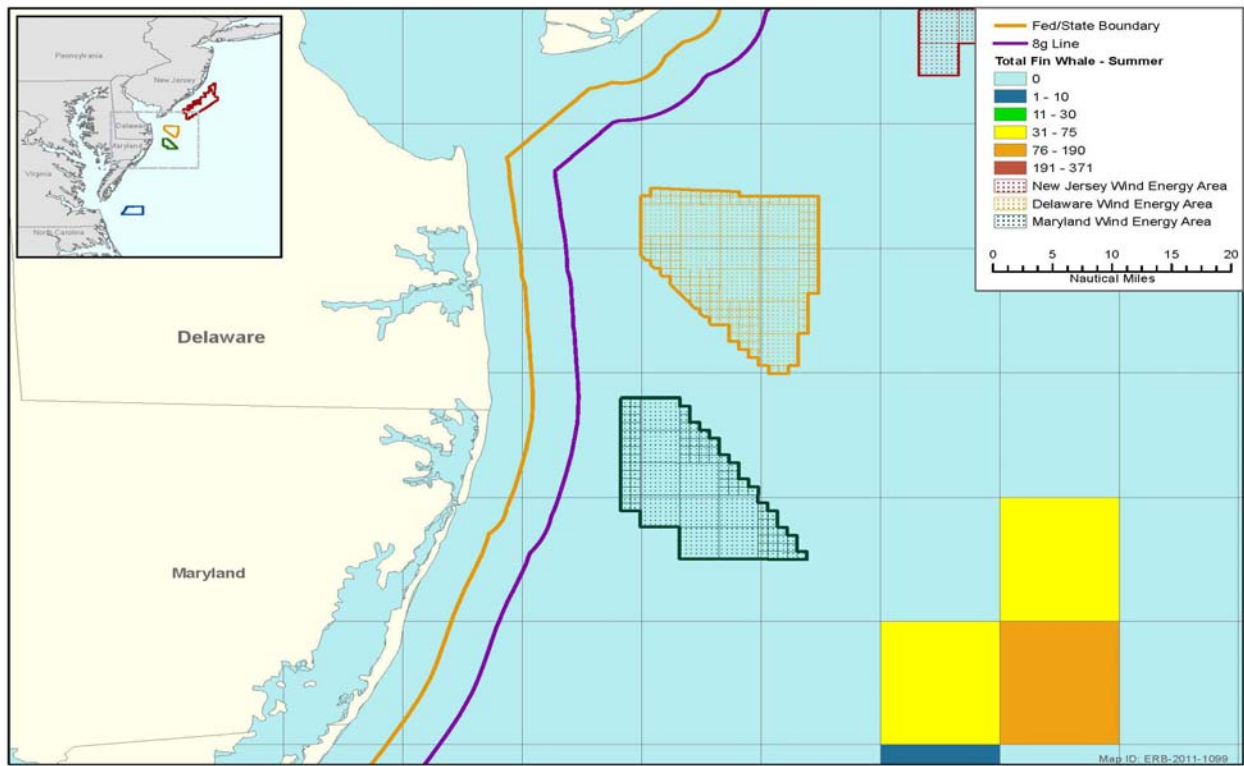 Pennsylvania
New Jersey
Delaware
Maryland
Virginia
North Carolina
Fed/State Boundary
8g Line
Total Fin Whale - Summer
0
1 - 10
11 - 30
31 - 75
76 - 190
191 - 371
New Jersey Wind Energy Area
Delaware Wind Energy Area
Maryland Wind Energy Area
0 5 10 15 20
Nautical Miles
Delaware
Maryland
Map ID: ERB-2011-1099